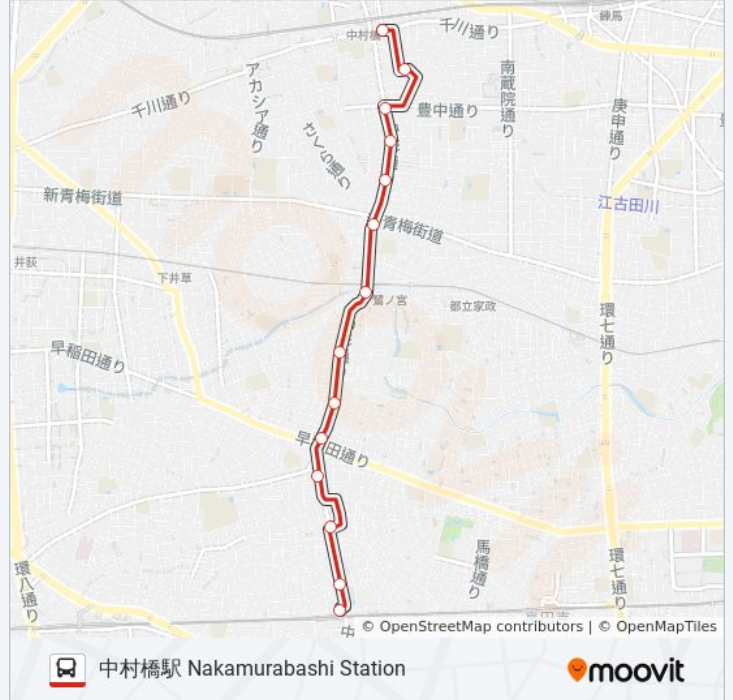 練馬
中村橋
千川通り
千川通り
アカシア通り
南蔵院通り
豊中通り
庚申通り
さくら通り
新青梅街道
江古田川
青梅街道
井荻
下井草
鷺ノ宮
都立家政
環七通り
早稲田通り
早稲田通り
環八通り
馬橋通り
環七通り
中
© OpenStreetMap contributors | © OpenMapTiles
中村橋駅 Nakamurabashi Station
moovit